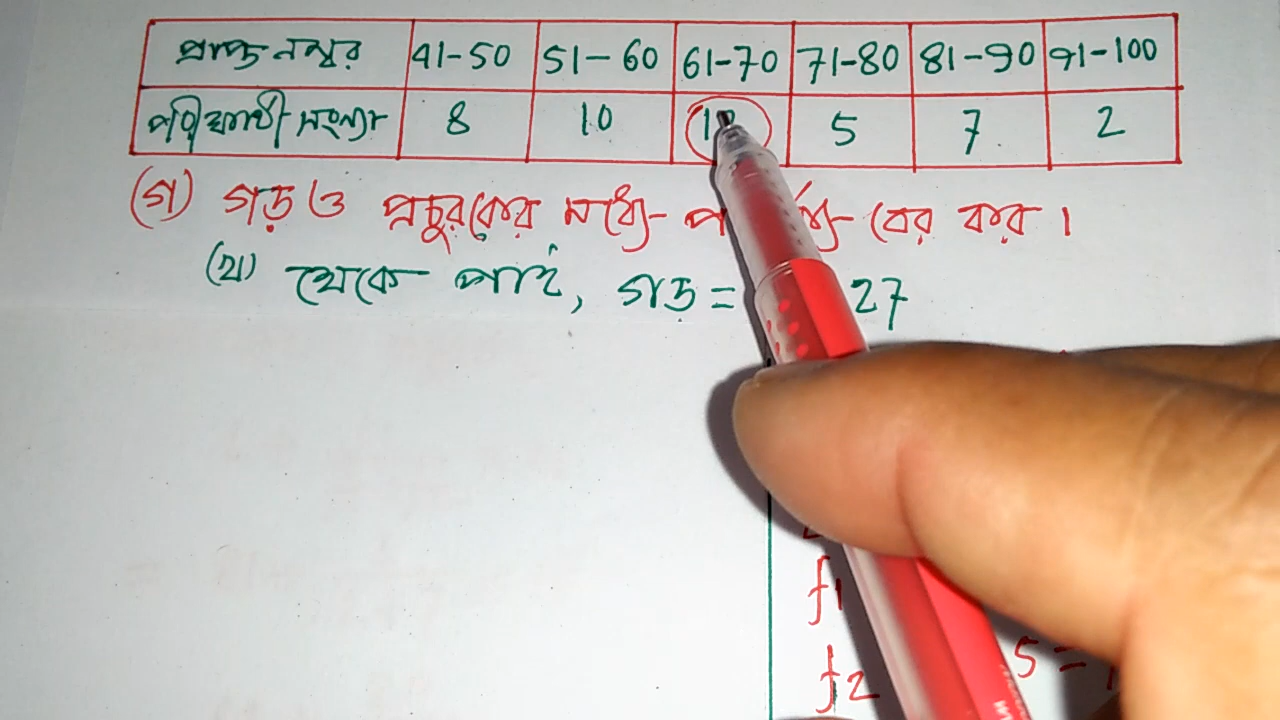 প্রাপ্ত নম্বর 41-50 51-60 61-70 71-80 81-90 91-100
পরীক্ষার্থী সংখ্যা 8 10 5 7 2
(গ) গড় ও প্রচুরকের মধ্যে বের কর।
(খ) থেকে পাই, গড় = 27
f1
f2 5 =